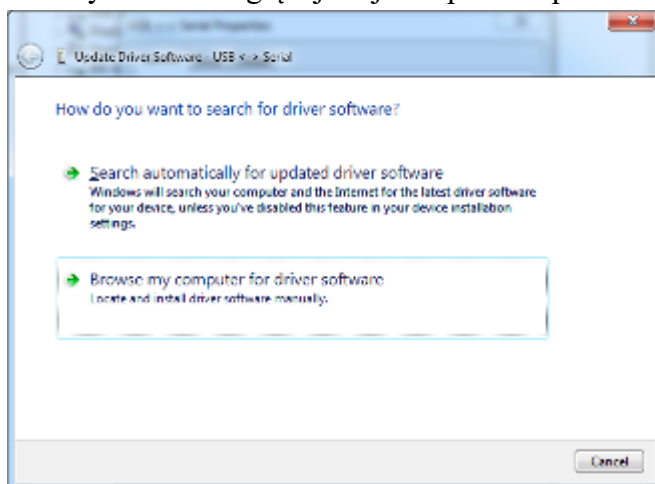 USB <-> Serial Properties
Update Driver Software - USB <-> Serial
How do you want to search for driver software?
Search automatically for updated driver software
Windows will search your computer and the Internet for the latest driver software
for your device, unless you've disabled this feature in your device installation
settings.
Browse my computer for driver software
Locate and install driver software manually.
Cancel